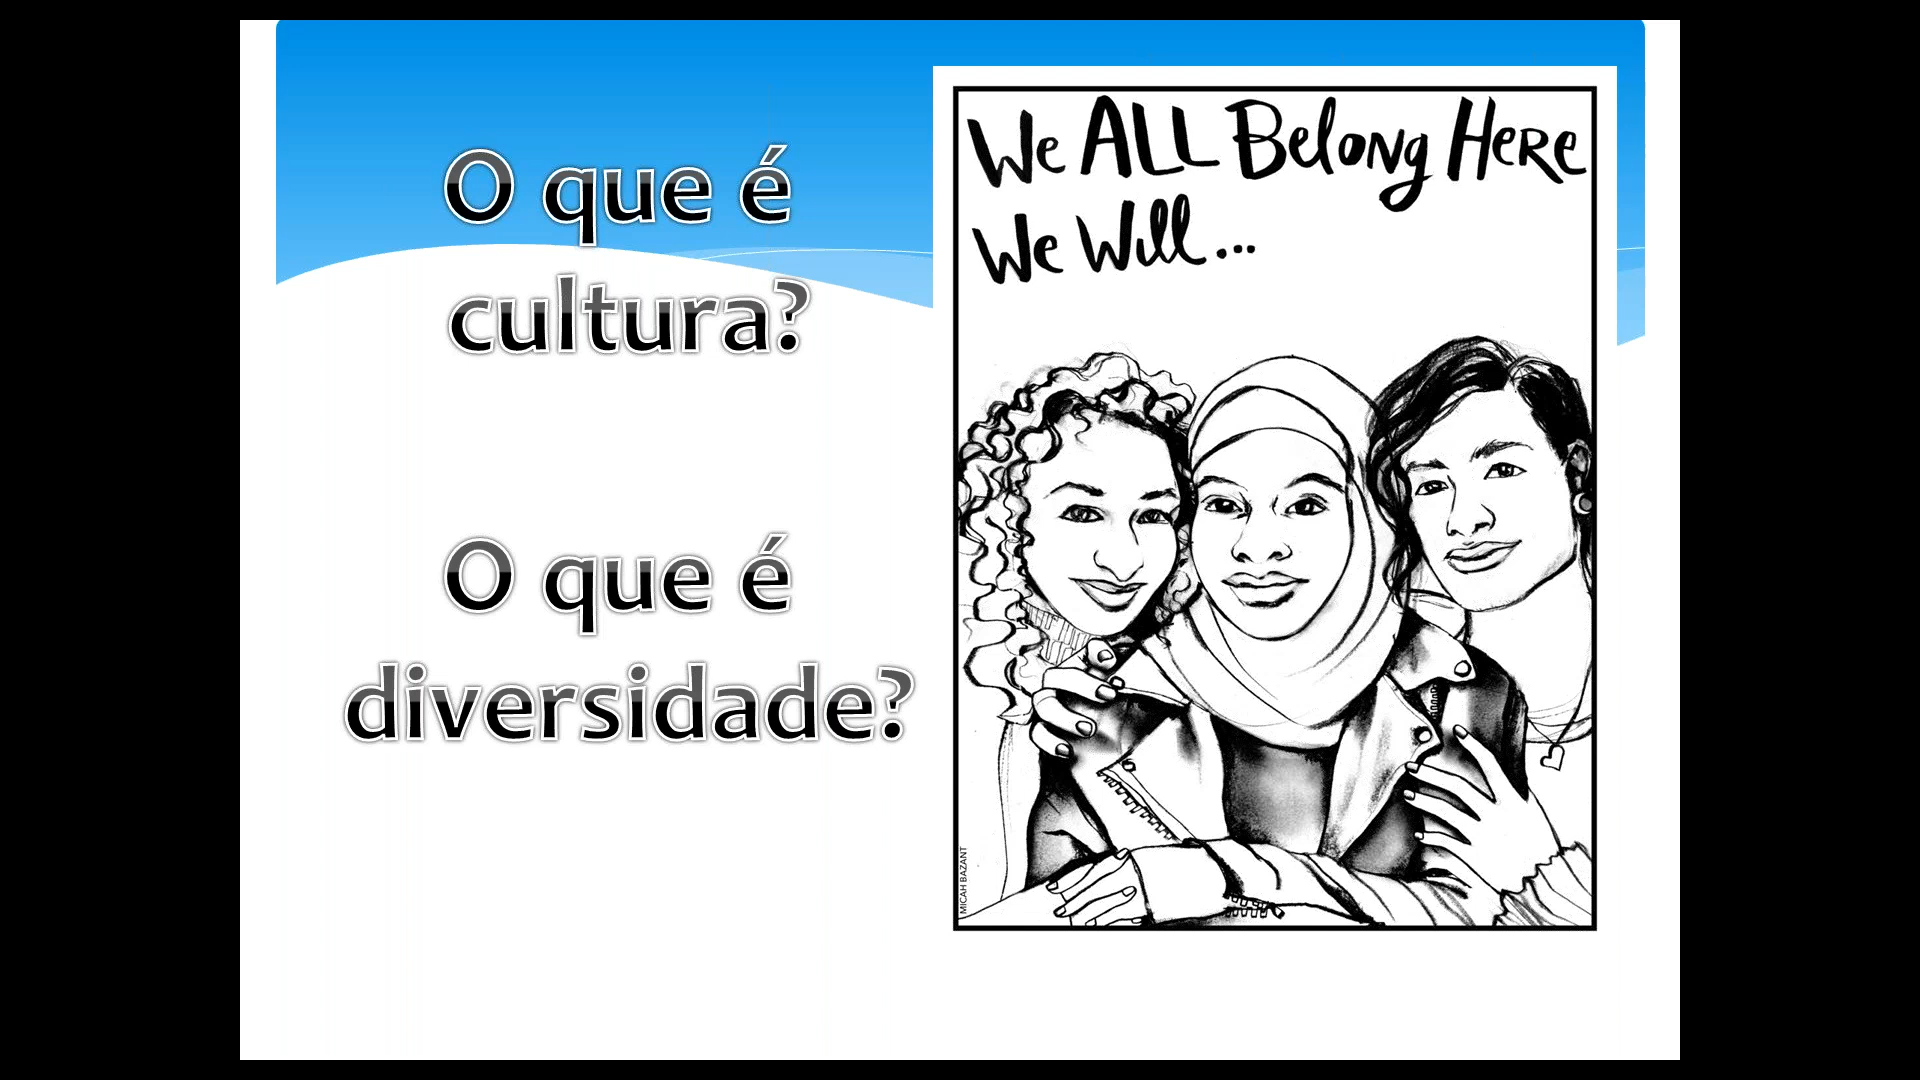 O que é
cultura?
O que é
diversidade?
We ALL Belong HeRe
We Will...
MICAH BAZANT